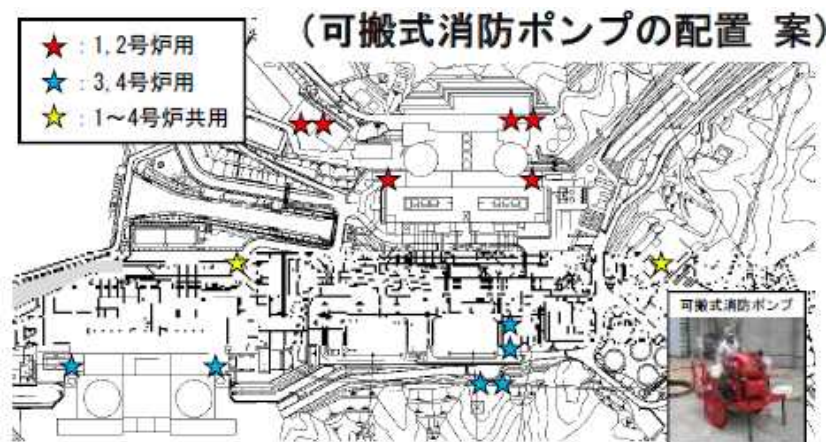 （可搬式消防ポンプの配置 案）
：1,2号炉用
：3,4号炉用
：1～4号炉共用
可搬式消防ポンプ